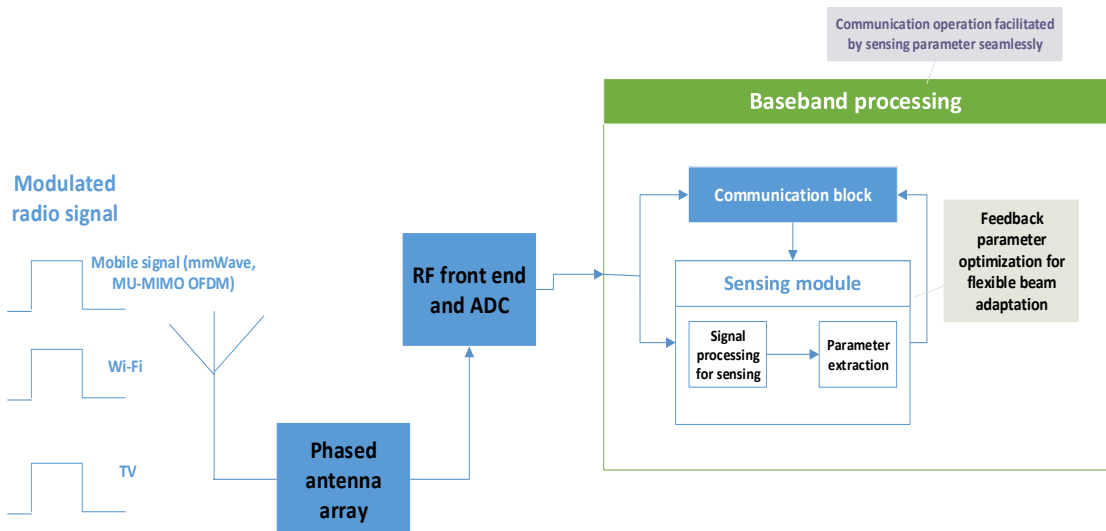 Communication operation facilitated
by sensing parameter seamlessly
Baseband processing
Modulated
radio signal
Mobile signal (mmWave,
MU-MIMO OFDM)
Wi-Fi
TV
Phased
antenna
array
RF front end
and ADC
Communication block
Sensing module
Signal
processing
for sensing
Parameter
extraction
Feedback
parameter
optimization for
flexible beam
adaptation